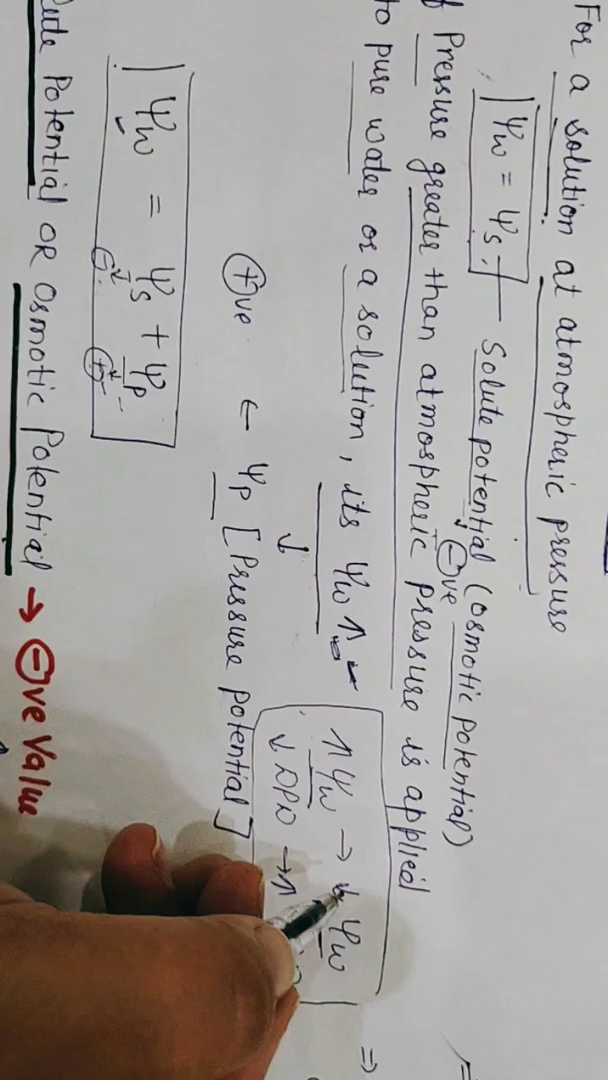 For a solution at atmospheric pressure
Ψw = Ψs. Solute potential (osmotic potential)
⊖ve
Pressure greater than atmospheric pressure is applied
to pure water or a solution, its Ψw ↑
↑Ψw → ↓Ψw
↓ DPD → ↑
⊕ve ← Ψp [Pressure potential]
↓
Ψw = Ψs + Ψp
⊖ ⊕
Potential OR Osmotic Potential → ⊖ve Value